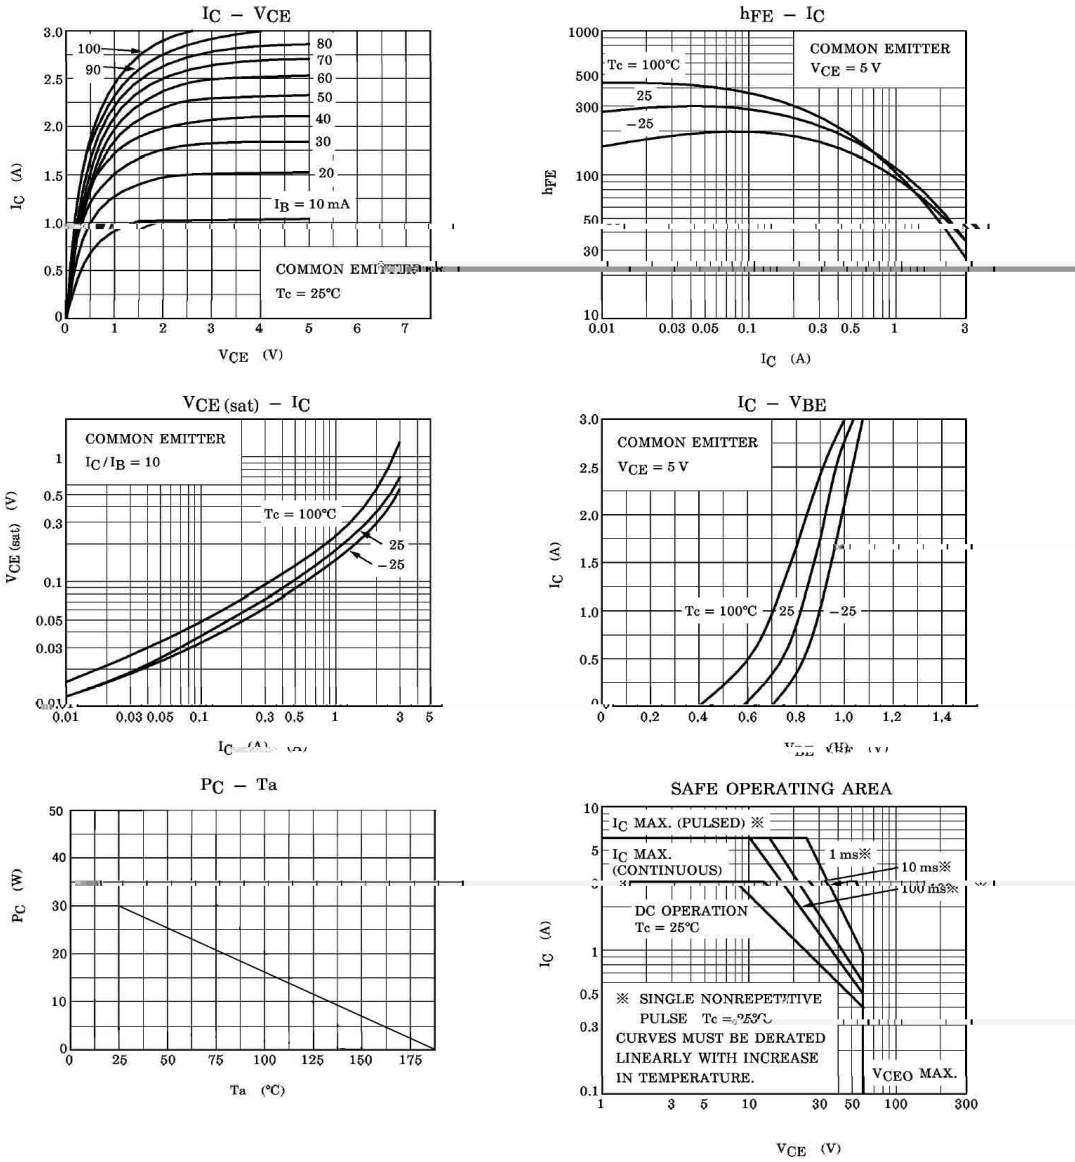 IC – VCE
3.0
2.5
2.0
1.5
1.0
0.5
0
IC (A)
100
90
80
70
60
50
40
30
20
IB = 10 mA
COMMON EMITTER
Tc = 25℃
0 1 2 3 4 5 6 7
VCE (V)
hFE – IC
1000
500
300
100
50
30
10
hFE
Tc = 100℃
25
−25
COMMON EMITTER
VCE = 5 V
0.01 0.03 0.05 0.1 0.3 0.5 1 3
IC (A)
VCE (sat) – IC
COMMON EMITTER
IC / IB = 10
1
0.5
0.3
0.1
0.05
0.03
0.01
VCE (sat) (V)
Tc = 100℃
25
−25
0.01 0.03 0.05 0.1 0.3 0.5 1 3 5
IC (A)
IC – VBE
COMMON EMITTER
VCE = 5 V
3.0
2.5
2.0
1.5
1.0
0.5
0
IC (A)
Tc = 100℃ 25 −25
0 0.2 0.4 0.6 0.8 1.0 1.2 1.4
VBE (V)
PC – Ta
50
40
30
20
10
0
PC (W)
0 25 50 75 100 125 150 175
Ta (℃)
SAFE OPERATING AREA
10
5
3
1
0.5
0.3
0.1
IC (A)
IC MAX. (PULSED) ※
IC MAX.
(CONTINUOUS)
1 ms※
10 ms※
100 ms※
DC OPERATION
Tc = 25℃
※ SINGLE NONREPETITIVE
PULSE Tc = 25℃
CURVES MUST BE DERATED
LINEARLY WITH INCREASE
IN TEMPERATURE.
VCEO MAX.
1 3 5 10 30 50 100 300
VCE (V)